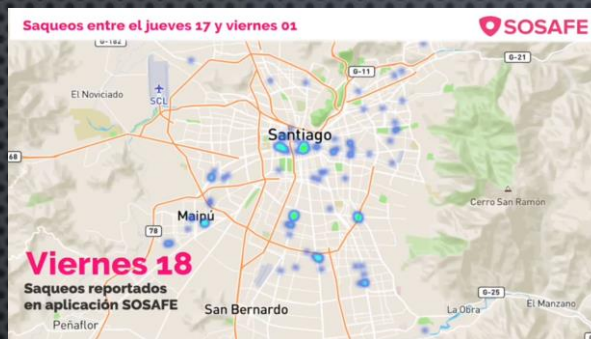 Saqueos entre el jueves 17 y viernes 01
SOSAFE
G-182
G-21
G-11
El Noviciado
SCL
Santiago
68
Maipú
Cerro San Ramón
78
Viernes 18
Saqueos reportados
en aplicación SOSAFE
G-25
San Bernardo
La Obra
El Manzano
Peñaflor